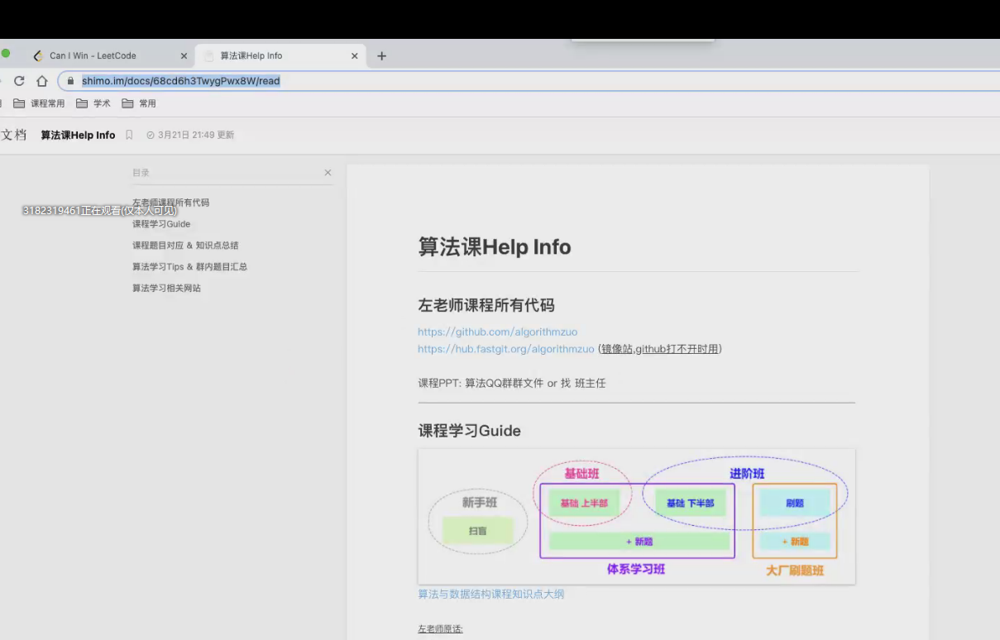 Can I Win - LeetCode
算法课Help Info
shimo.im/docs/68cd6h3TwygPwx8W/read
课程常用 学术 常用
文档 算法课Help Info 3月21日 21:49 更新
目录
左老师课程所有代码
3182319461正在观看(仅本人可见)
课程学习Guide
课程题目对应 & 知识点总结
算法学习Tips & 群内题目汇总
算法学习相关网站
算法课Help Info
左老师课程所有代码
https://github.com/algorithmzuo
https://hub.fastgit.org/algorithmzuo (镜像站,github打不开时用)
课程PPT: 算法QQ群群文件 or 找 班主任
课程学习Guide
基础班 进阶班
新手班 基础 上半部 基础 下半部 刷题
扫盲
+ 新题 + 新题
体系学习班 大厂刷题班
算法与数据结构课程知识点大纲
左老师原话: